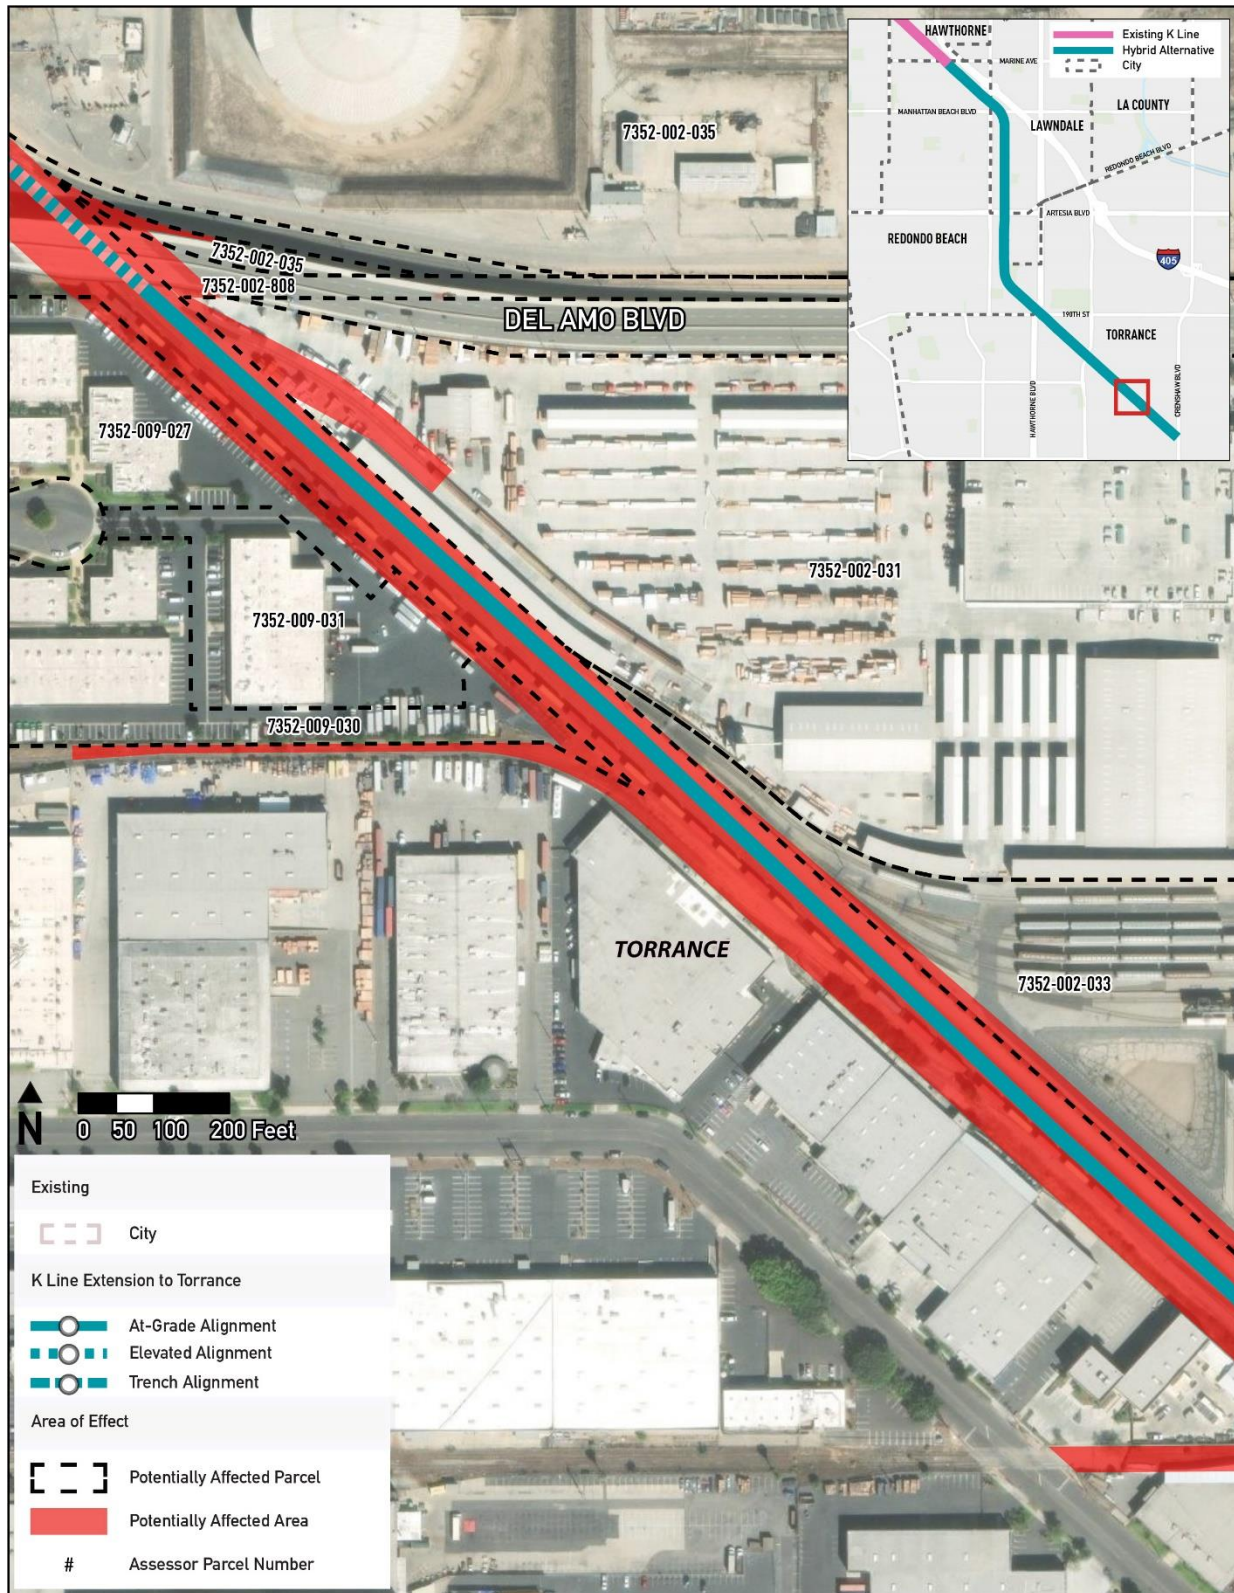 HAWTHORNE
MARINE AVE
MANHATTAN BEACH BLVD
LAWNDALE
LA COUNTY
REDONDO BEACH BLVD
ARTESIA BLVD
REDONDO BEACH
405
190TH ST
TORRANCE
HAWTHORNE BLVD
CRENSHAW BLVD
Existing K Line
Hybrid Alternative
City
7352-002-035
7352-002-035
7352-002-808
DEL AMO BLVD
7352-009-027
7352-002-031
7352-009-031
7352-009-030
TORRANCE
7352-002-033
N
0 50 100 200 Feet
Existing
City
K Line Extension to Torrance
At-Grade Alignment
Elevated Alignment
Trench Alignment
Area of Effect
Potentially Affected Parcel
Potentially Affected Area
# Assessor Parcel Number